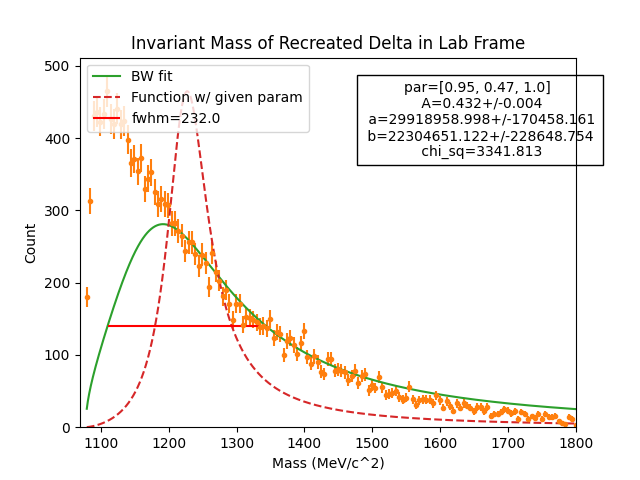 Invariant Mass of Recreated Delta in Lab Frame
BW fit
Function w/ given param
fwhm=232.0
par=[0.95, 0.47, 1.0]
A=0.432+/-0.004
a=29918958.998+/-170458.161
b=22304651.122+/-228648.754
chi_sq=3341.813
Count
500
400
300
200
100
0
1100 1200 1300 1400 1500 1600 1700 1800
Mass (MeV/c^2)